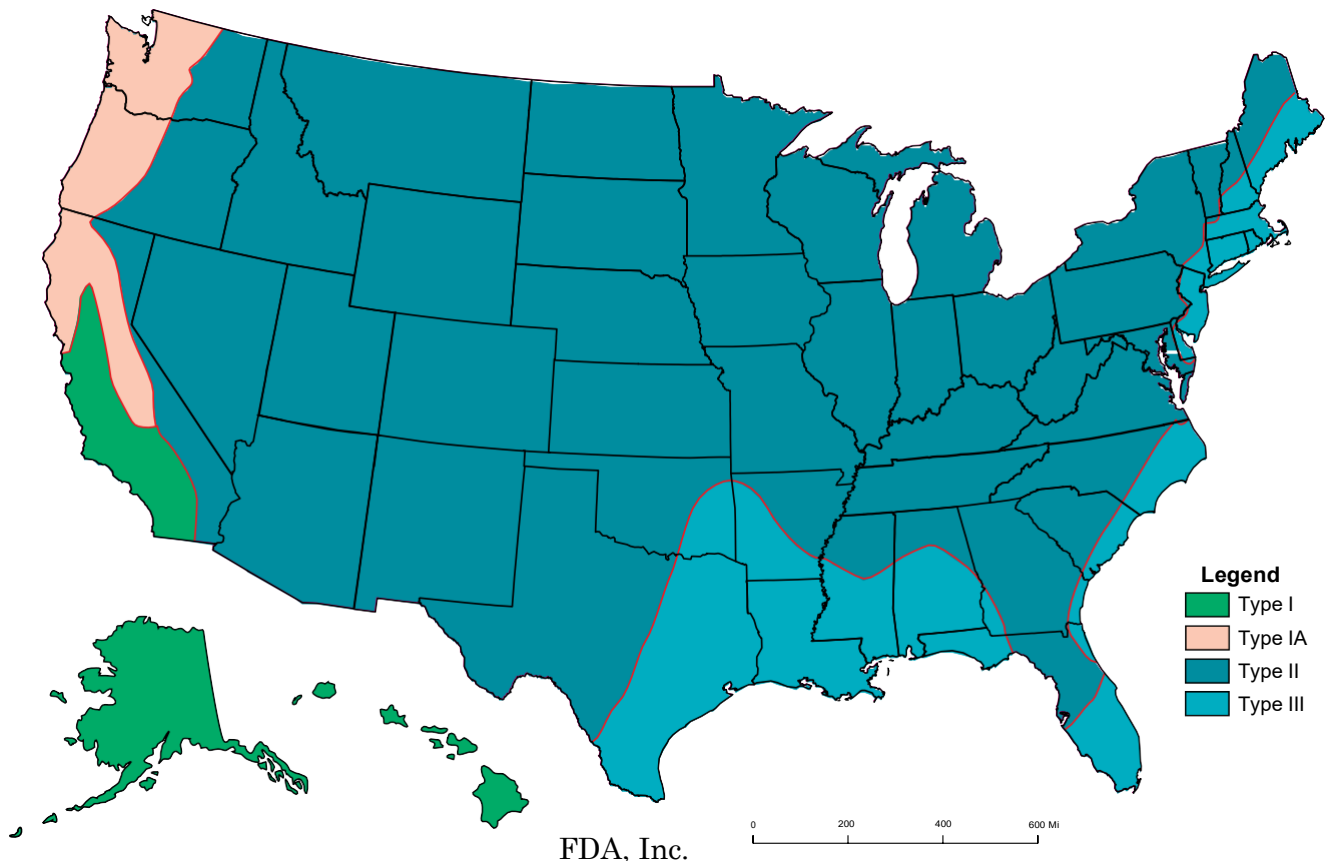 Legend
Type I
Type IA
Type II
Type III
0 200 400 600 Mi
FDA, Inc.